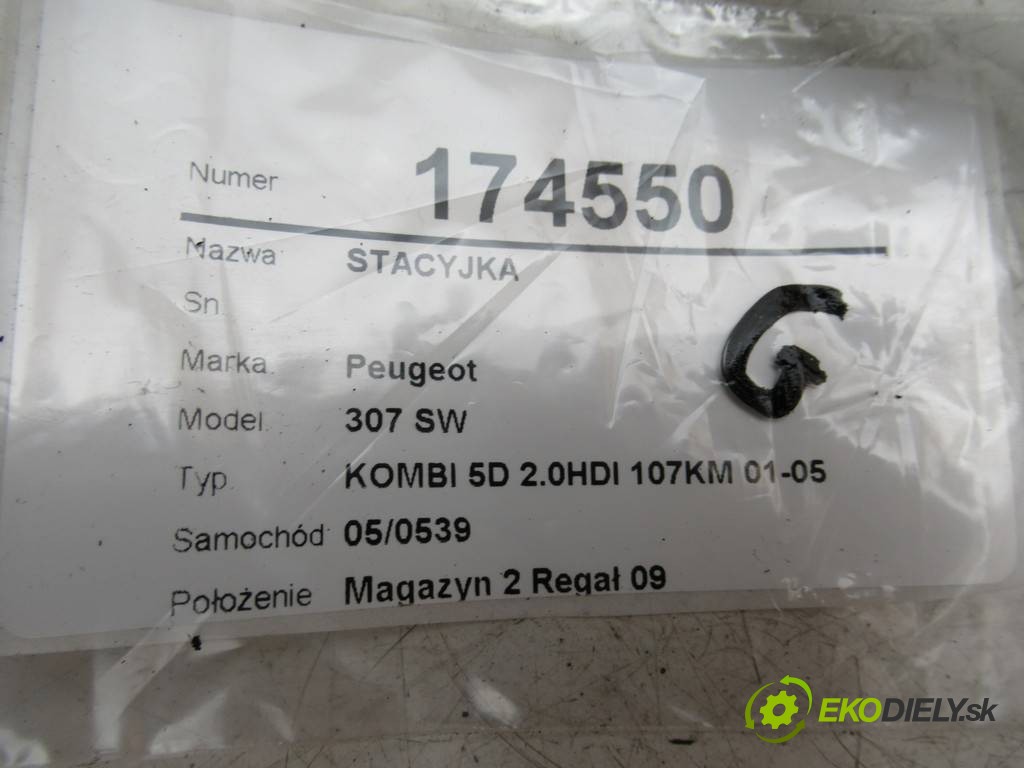 Numer 174550
Nazwa STACYJKA
Sn.
Marka. Peugeot
Model. 307 SW
Typ. KOMBI 5D 2.0HDI 107KM 01-05
Samochód 05/0539
Położenie Magazyn 2 Regał 09
G
EKODIELY.sk